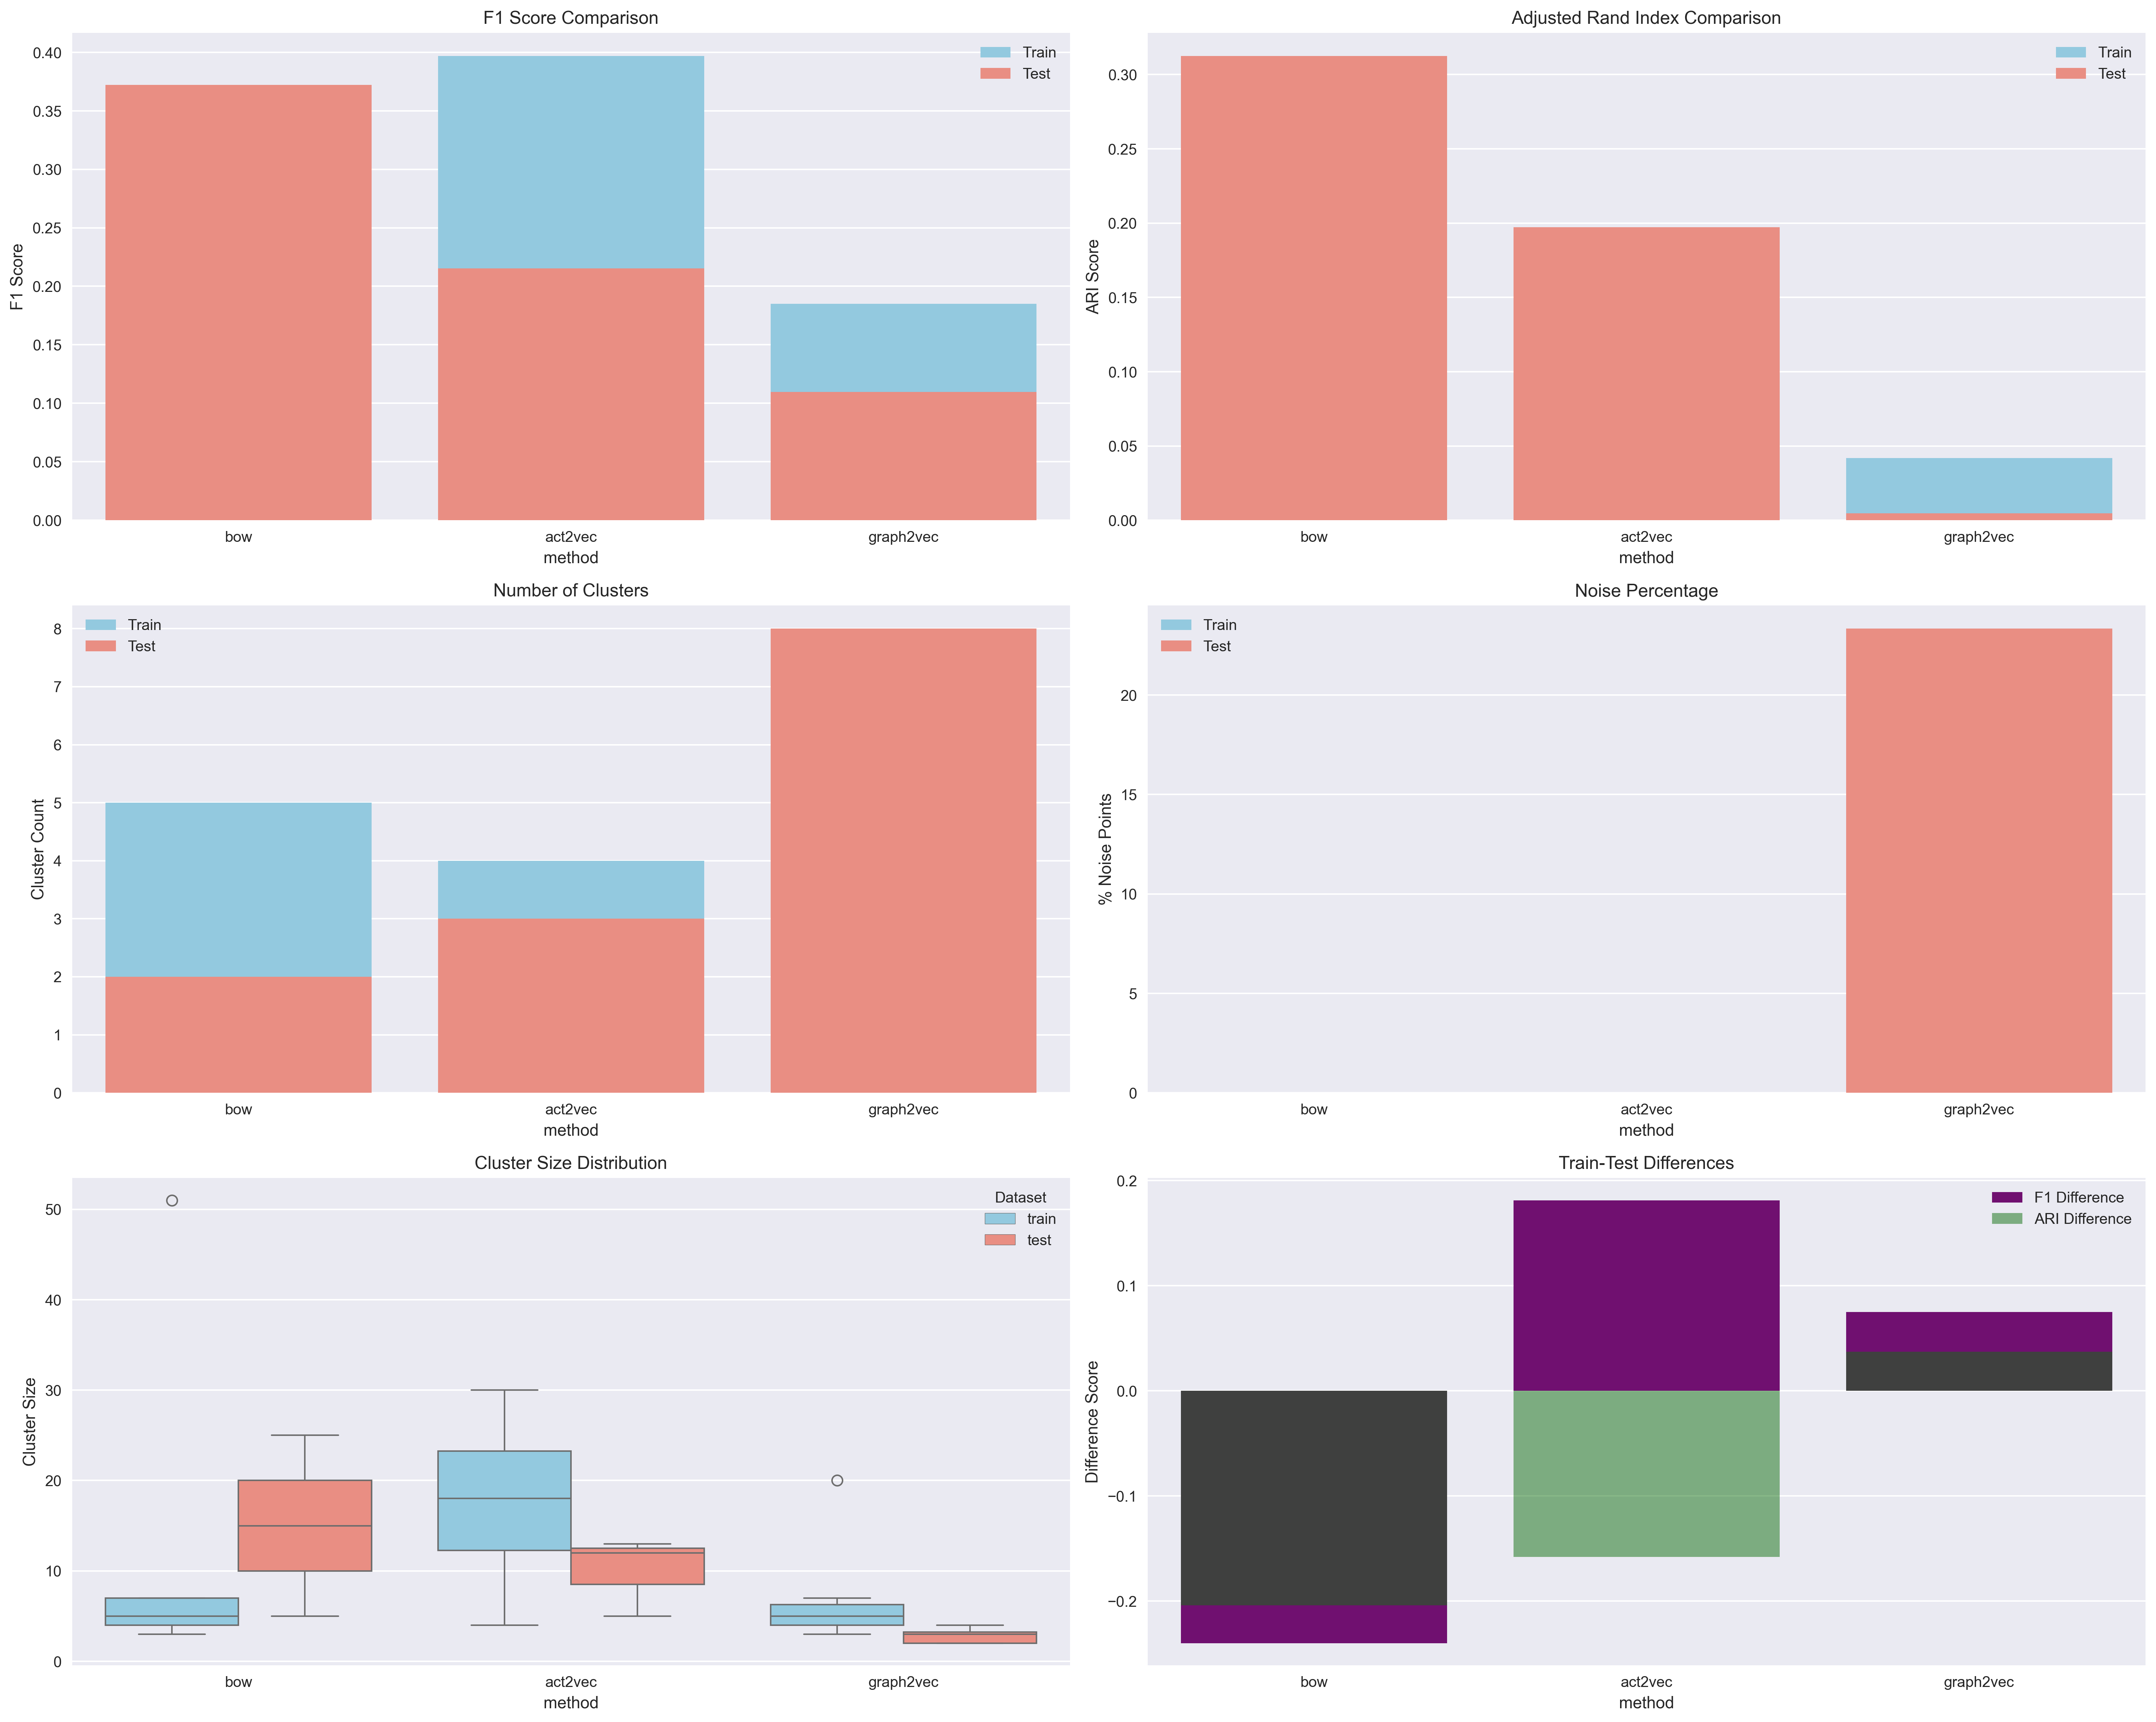 F1 Score Comparison
Train
Test
0.40
0.35
0.30
0.25
0.20
0.15
0.10
0.05
0.00
F1 Score
bow
act2vec
graph2vec
method
Adjusted Rand Index Comparison
Train
Test
0.30
0.25
0.20
0.15
0.10
0.05
0.00
ARI Score
bow
act2vec
graph2vec
method
Number of Clusters
Train
Test
8
7
6
5
4
3
2
1
0
Cluster Count
bow
act2vec
graph2vec
method
Noise Percentage
Train
Test
20
15
10
5
0
% Noise Points
bow
act2vec
graph2vec
method
Cluster Size Distribution
Dataset
train
test
50
40
30
20
10
0
Cluster Size
bow
act2vec
graph2vec
method
Train-Test Differences
F1 Difference
ARI Difference
0.2
0.1
0.0
−0.1
−0.2
Difference Score
bow
act2vec
graph2vec
method